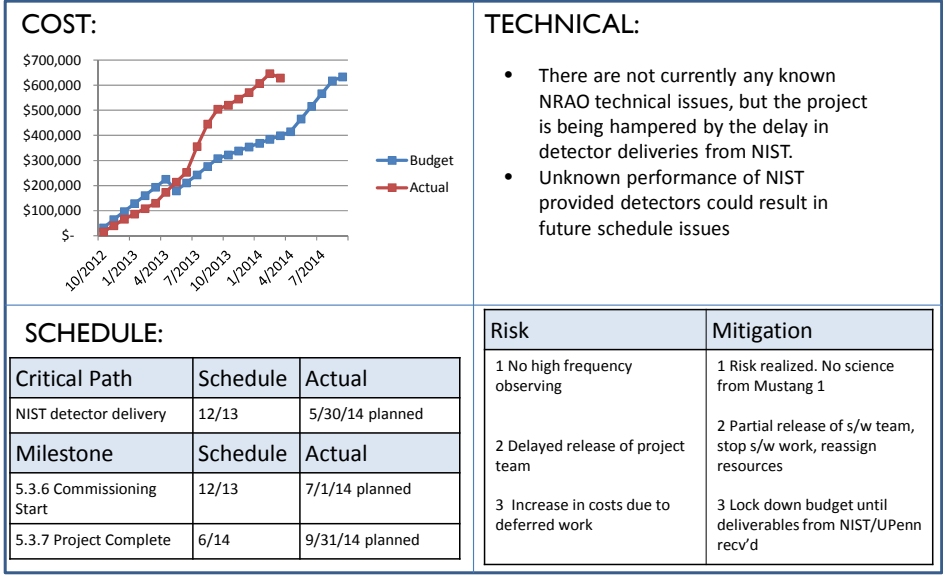 COST:
$700,000
$600,000
$500,000
$400,000
$300,000
$200,000
$100,000
$-
10/2012
1/2013
4/2013
7/2013
10/2013
1/2014
4/2014
7/2014
Budget
Actual
TECHNICAL:
• There are not currently any known
NRAO technical issues, but the project
is being hampered by the delay in
detector deliveries from NIST.
• Unknown performance of NIST
provided detectors could result in
future schedule issues
SCHEDULE:
Critical Path Schedule Actual
NIST detector delivery 12/13 5/30/14 planned
Milestone Schedule Actual
5.3.6 Commissioning
Start 12/13 7/1/14 planned
5.3.7 Project Complete 6/14 9/31/14 planned
Risk Mitigation
1 No high frequency
observing
1 Risk realized. No science
from Mustang 1
2 Delayed release of project
team
2 Partial release of s/w team,
stop s/w work, reassign
resources
3 Increase in costs due to
deferred work
3 Lock down budget until
deliverables from NIST/UPenn
recv'd